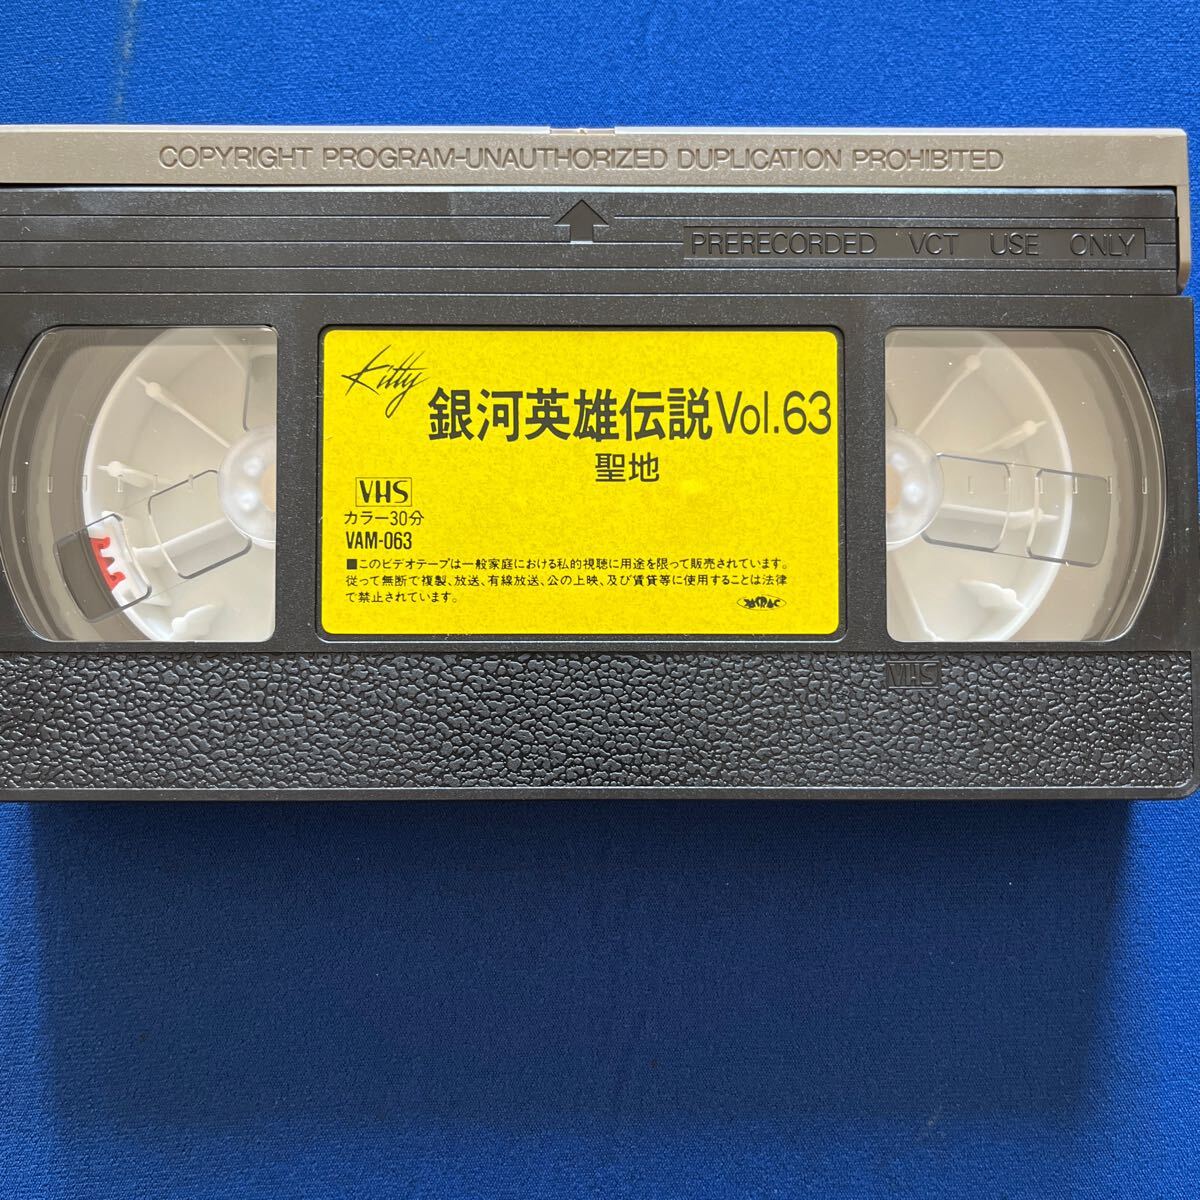 COPYRIGHT PROGRAM-UNAUTHORIZED DUPLICATION PROHIBITED
PRERECORDED VCT USE ONLY
Kitty
銀河英雄伝説Vol.63
聖地
VHS
カラー30分
VAM-063
■このビデオテープは一般家庭における私的視聴に用途を限って販売されています。
従って無断で複製、放送、有線放送、公の上映、及び賃貸等に使用することは法律
で禁止されています。
VHS